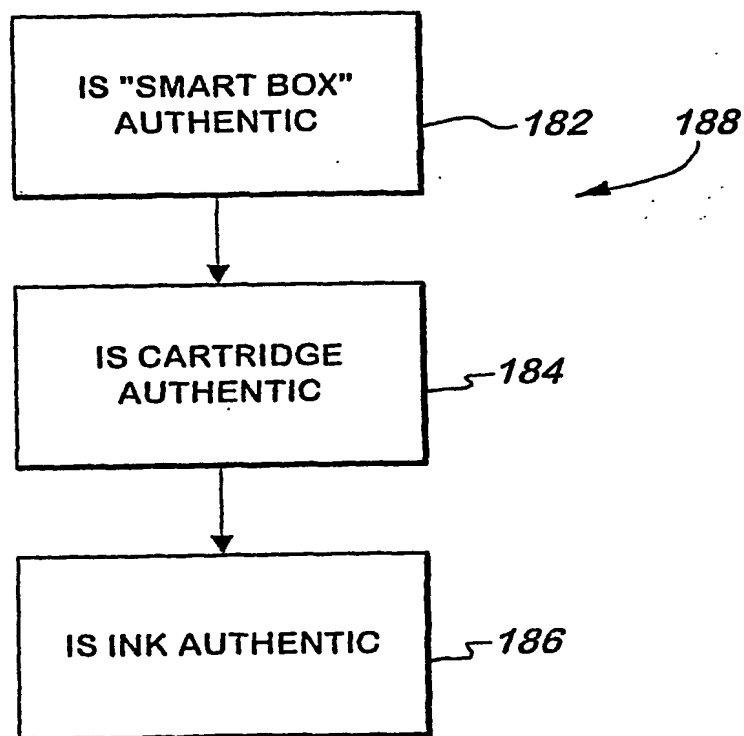 IS "SMART BOX"
AUTHENTIC
182
188
IS CARTRIDGE
AUTHENTIC
184
IS INK AUTHENTIC
186